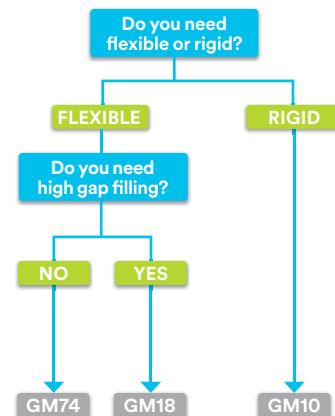 Do you need
flexible or rigid?
FLEXIBLE
RIGID
Do you need
high gap filling?
NO
YES
GM74
GM18
GM10